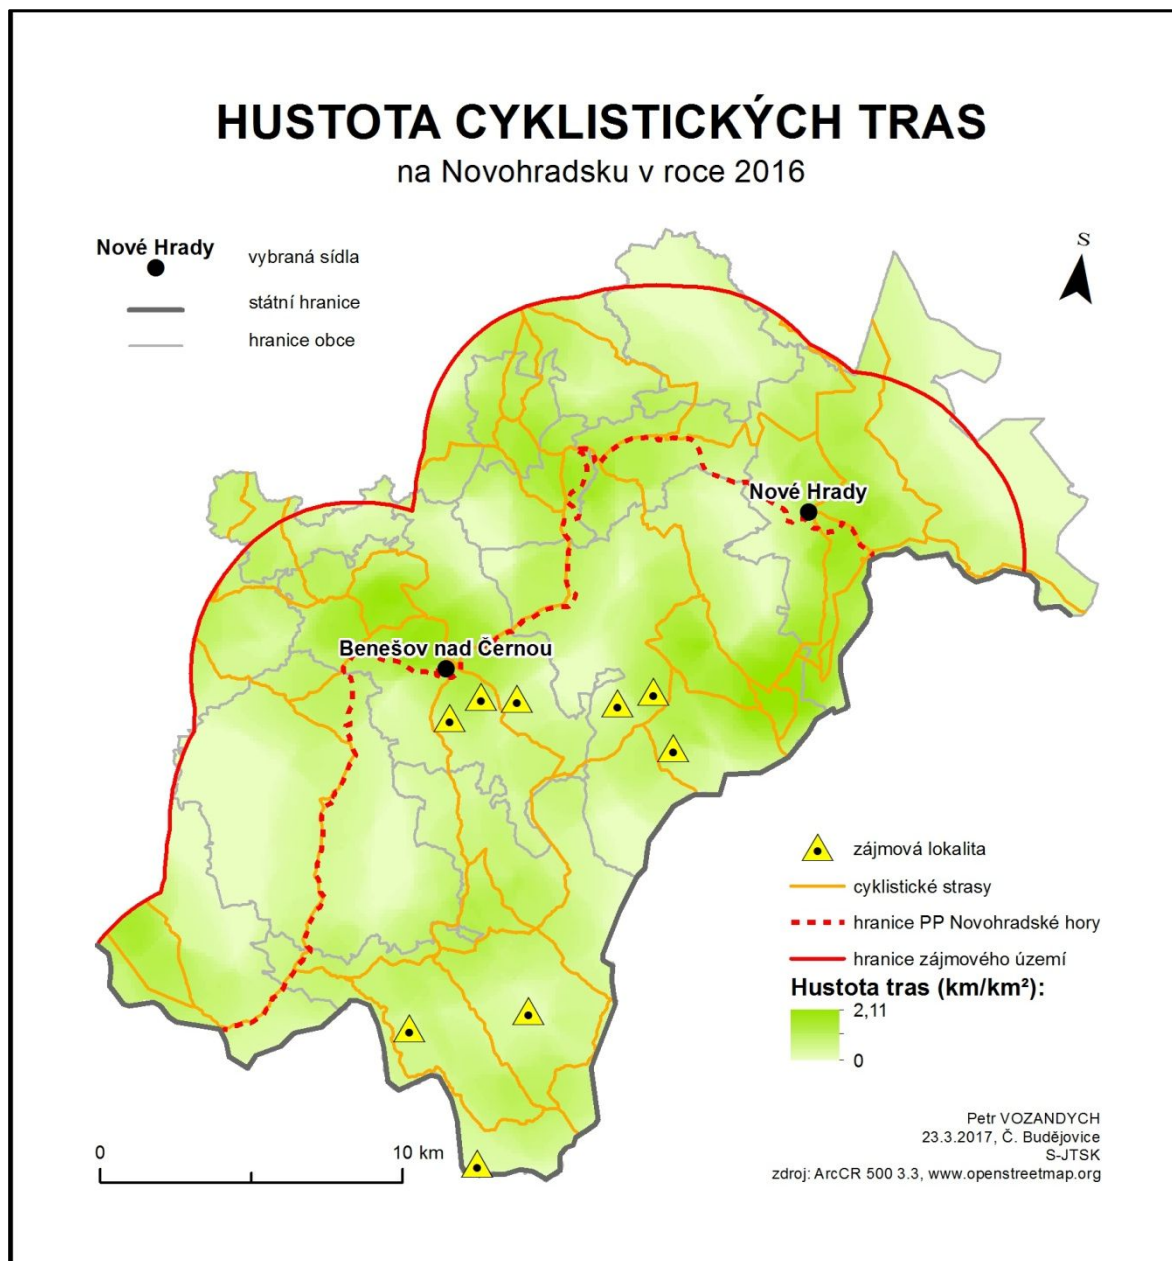 HUSTOTA CYKLISTICKÝCH TRAS
na Novohradsku v roce 2016
Nové Hrady
vybraná sídla
státní hranice
hranice obce
S
Nové Hrady
Benešov nad Černou
zájmová lokalita
cyklistické strasy
hranice PP Novohradské hory
hranice zájmového území
Hustota tras (km/km²):
2,11
0
Petr VOZANDYCH
23.3.2017, Č. Budějovice
S-JTSK
zdroj: ArcCR 500 3.3, www.openstreetmap.org
0 10 km